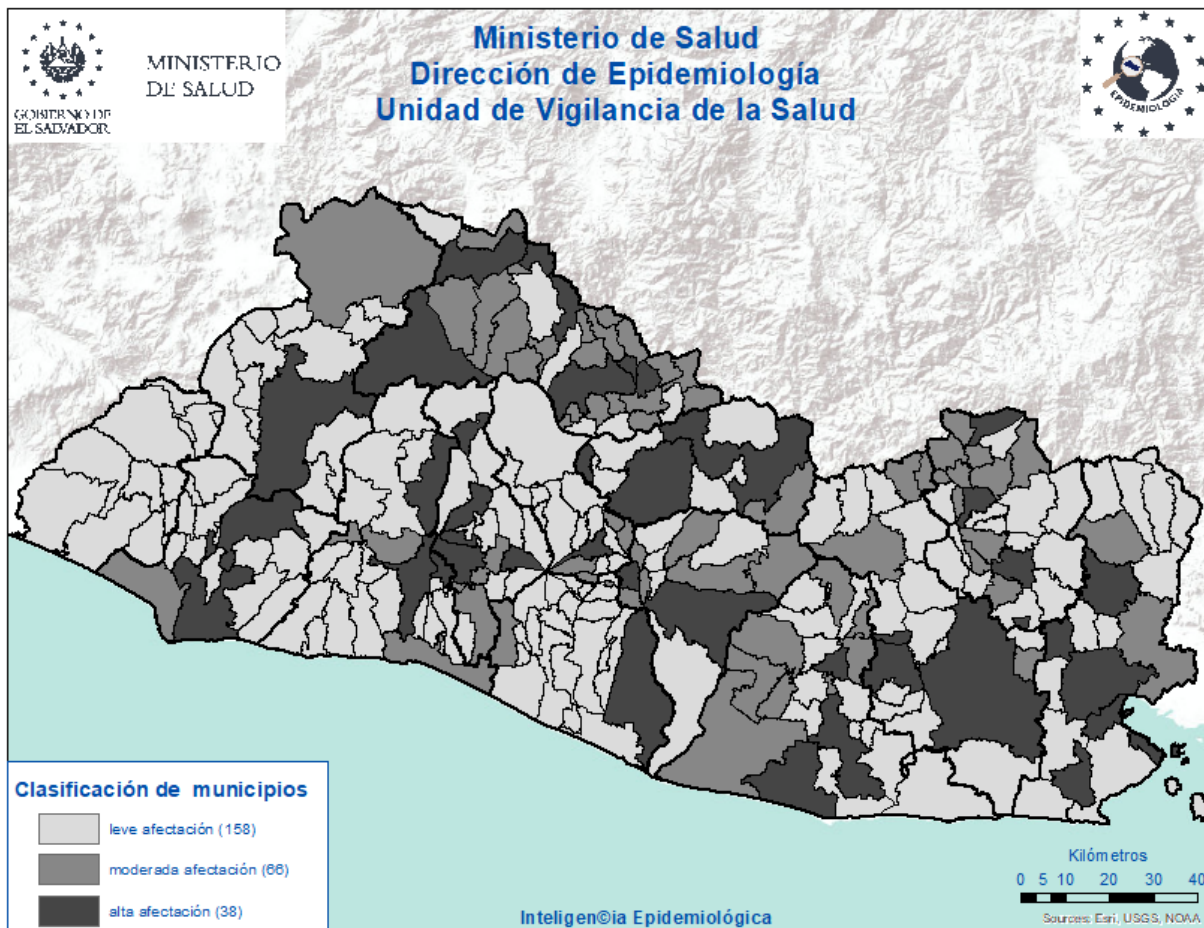 GOBIERNO DE
EL SALVADOR
MINISTERIO
DE SALUD
Ministerio de Salud
Dirección de Epidemiología
Unidad de Vigilancia de la Salud
EPIDEMIOLOGÍA
Clasificación de municipios
leve afectación (158)
moderada afectación (66)
alta afectación (38)
Inteligen©ia Epidemiológica
Kilómetros
0 5 10 20 30 40
Sources: Esri, USGS, NOAA